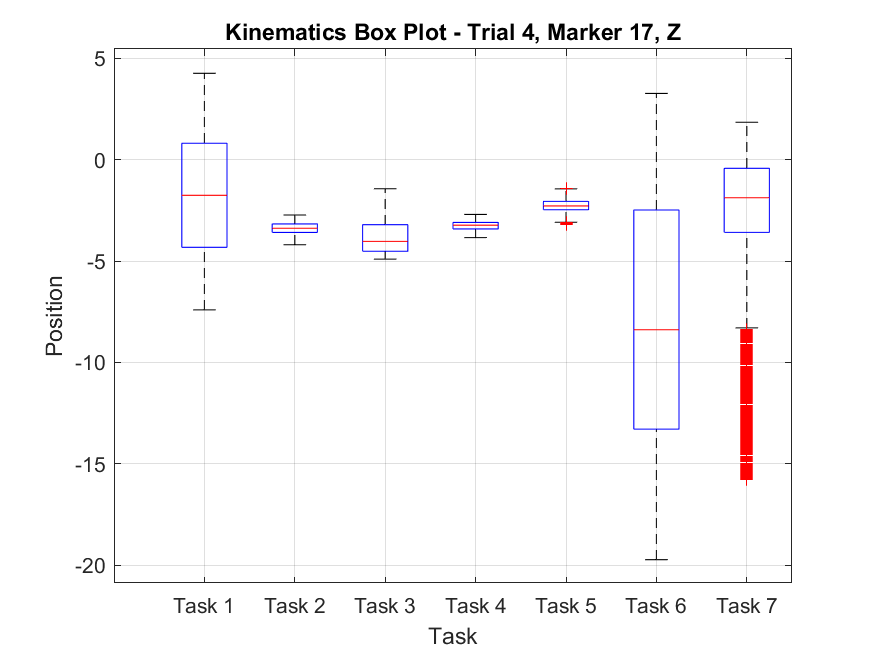 Kinematics Box Plot - Trial 4, Marker 17, Z
5
0
-5
-10
-15
-20
Position
Task 1 Task 2 Task 3 Task 4 Task 5 Task 6 Task 7
Task